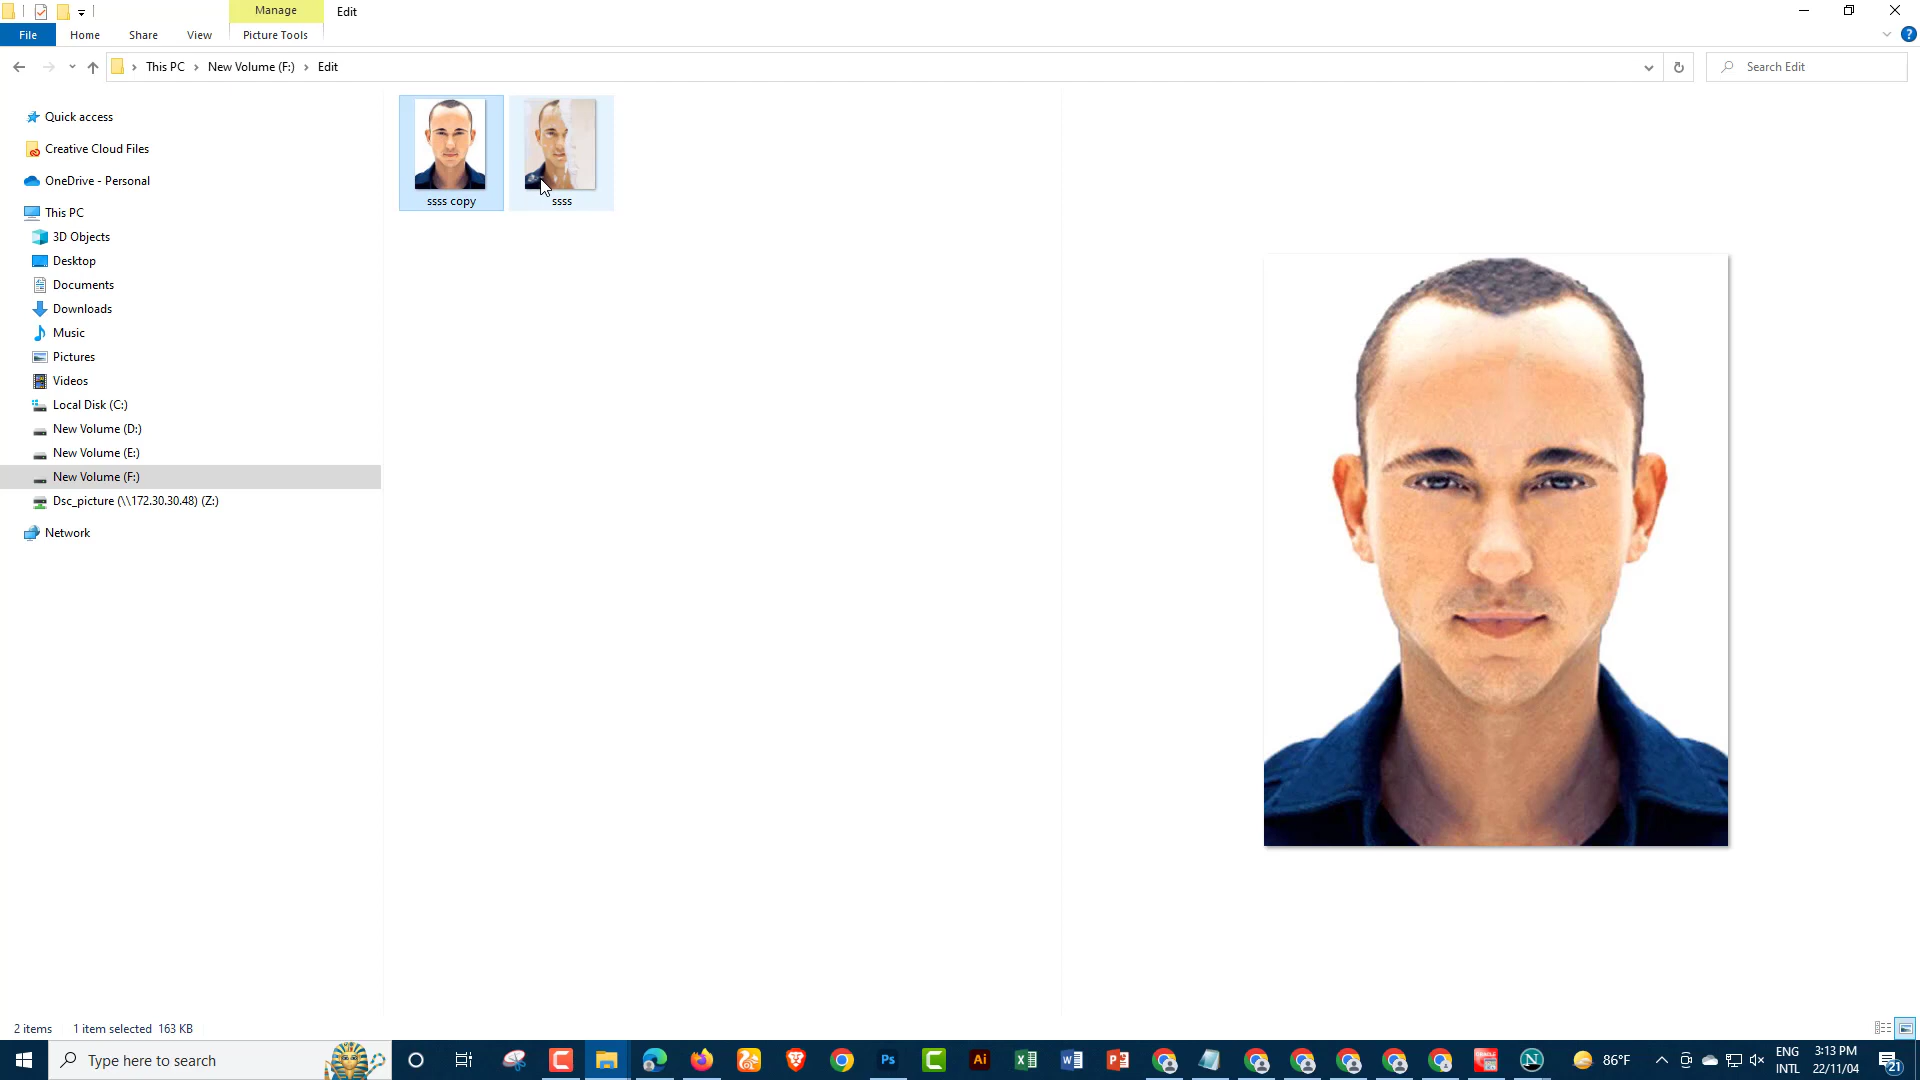 Manage
Edit
File
Home
Share
View
Picture Tools
This PC
New Volume (F:)
Edit
Search Edit
Quick access
Creative Cloud Files
OneDrive - Personal
This PC
3D Objects
Desktop
Documents
Downloads
Music
Pictures
Videos
Local Disk (C:)
New Volume (D:)
New Volume (E:)
New Volume (F:)
Dsc_picture (\\172.30.30.48) (Z:)
Network
ssss copy
ssss
2 items
1 item selected 163 KB
Type here to search
Ps
Ai
86°F
ENG
INTL
3:13 PM
22/11/04
21